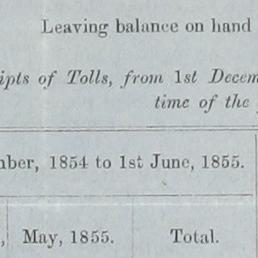 Leaving balance on hand
ipts of Tolls, from 1st Decem
time of the
ber, 1854 to 1st June, 1855.
May, 1855. Total.